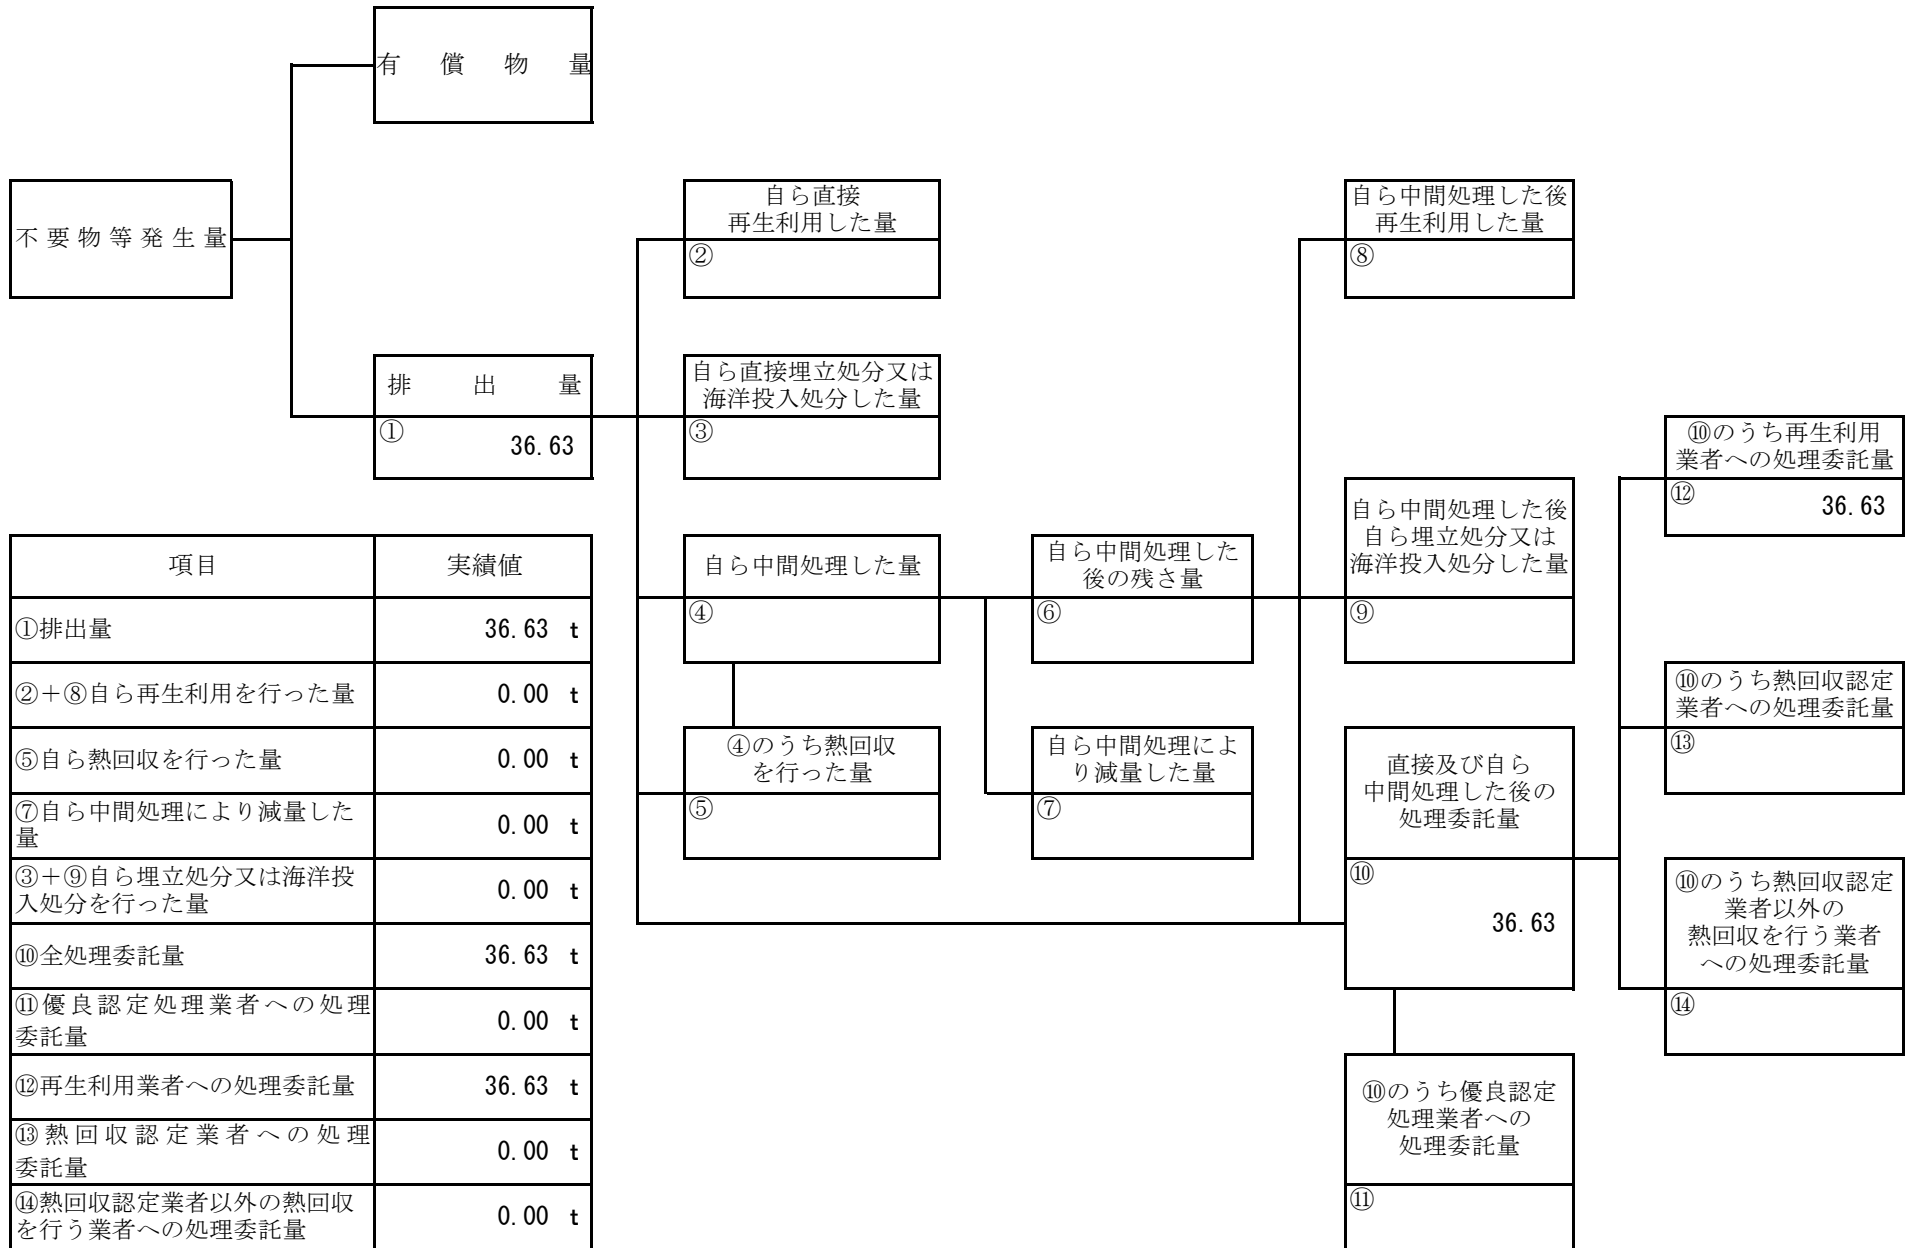 有償物量
不要物等発生量
自ら直接
再生利用した量
②
自ら中間処理した後
再生利用した量
⑧
排出量
①
36.63
自ら直接埋立処分又は
海洋投入処分した量
③
⑩のうち再生利用
業者への処理委託量
⑫
36.63
自ら中間処理した後
自ら埋立処分又は
海洋投入処分した量
⑨
自ら中間処理した量
④
自ら中間処理した
後の残さ量
⑥
⑩のうち熱回収認定
業者への処理委託量
⑬
④のうち熱回収
を行った量
⑤
自ら中間処理によ
り減量した量
⑦
直接及び自ら
中間処理した後の
処理委託量
⑩
36.63
⑩のうち熱回収認定
業者以外の
熱回収を行う業者
への処理委託量
⑭
⑩のうち優良認定
処理業者への
処理委託量
⑪
項目 実績値
①排出量 36.63 t
②+⑧自ら再生利用を行った量 0.00 t
⑤自ら熱回収を行った量 0.00 t
⑦自ら中間処理により減量した
量 0.00 t
③+⑨自ら埋立処分又は海洋投
入処分を行った量 0.00 t
⑩全処理委託量 36.63 t
⑪優良認定処理業者への処理
委託量 0.00 t
⑫再生利用業者への処理委託量 36.63 t
⑬熱回収認定業者への処理
委託量 0.00 t
⑭熱回収認定業者以外の熱回収
を行う業者への処理委託量 0.00 t